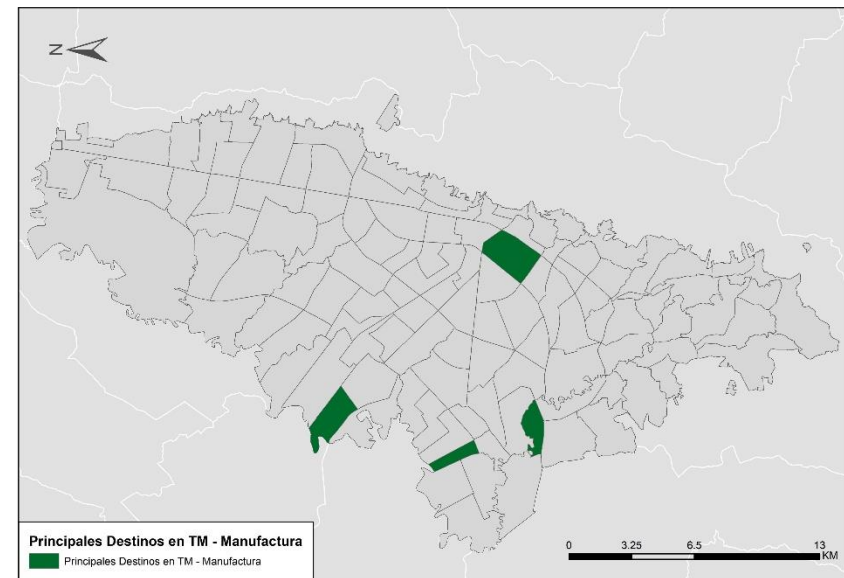 N
Principales Destinos en TM - Manufactura
Principales Destinos en TM - Manufactura
0 3.25 6.5 13
KM